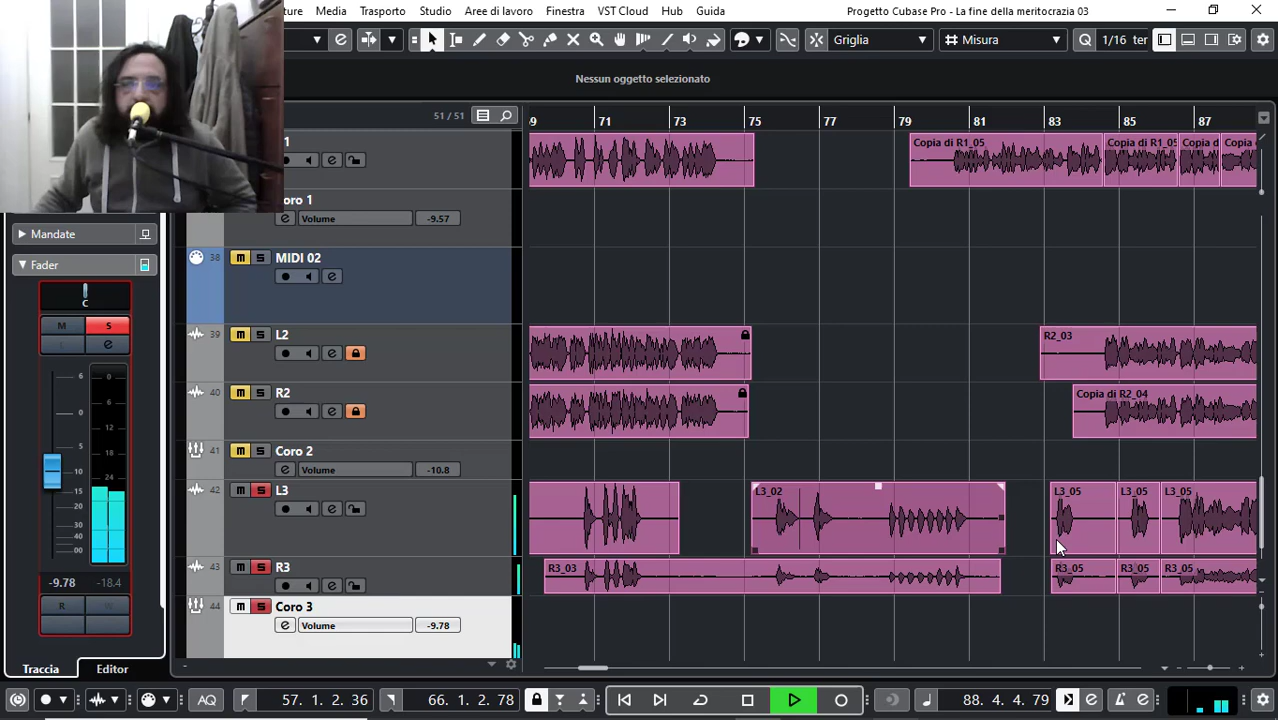 ture Media Trasporto Studio Aree di lavoro Finestra VST Cloud Hub Guida Progetto Cubase Pro - La fine della meritocrazia 03
Griglia Misura 1/16 ter
Nessun oggetto selezionato
51 / 51
9 71 73 75 77 79 81 83 85 87
1
Copia di R1_05 Copia di R1_05 Copia d Copia
oro 1
Volume -9.57
Mandate
Fader
38 MIDI 02
C
M S
L e
39 L2
R2_03
40 R2
Copia di R2_04
41 Coro 2
Volume -10.8
42 L3
L3_02 L3_05 L3_05 L3_05
43 R3
R3_03 R3_05 R3_05 R3_05
44 Coro 3
Volume -9.78
6 0 5 10 15 20 30 40 00
0 6 12 18 24 30 40 50 60
-9.78 -18.4
R W
Traccia Editor
AQ 57. 1. 2. 36 66. 1. 2. 78 88. 4. 4. 79